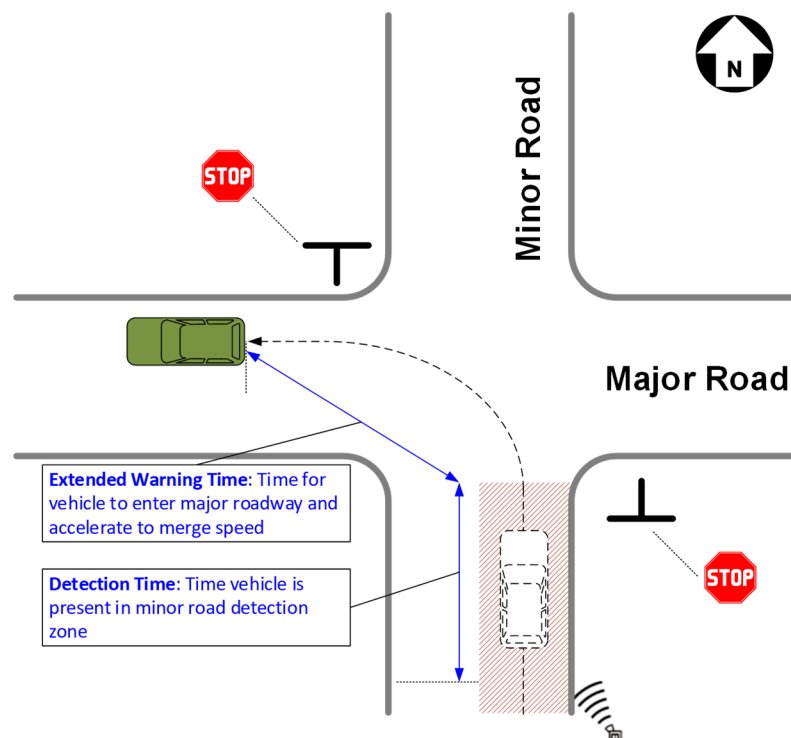 N
Minor Road
STOP
Major Road
Extended Warning Time: Time for
vehicle to enter major roadway and
accelerate to merge speed
Detection Time: Time vehicle is
present in minor road detection
zone
STOP